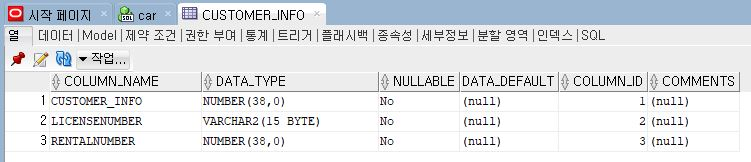 시작 페이지 car CUSTOMER_INFO
열 데이터 Model 제약 조건 권한 부여 통계 트리거 플래시백 종속성 세부정보 분할 영역 인덱스 SQL
작업...
COLUMN_NAME DATA_TYPE NULLABLE DATA_DEFAULT COLUMN_ID COMMENTS
1 CUSTOMER_INFO NUMBER(38,0) No (null) 1 (null)
2 LICENSENUMBER VARCHAR2(15 BYTE) No (null) 2 (null)
3 RENTALNUMBER NUMBER(38,0) No (null) 3 (null)